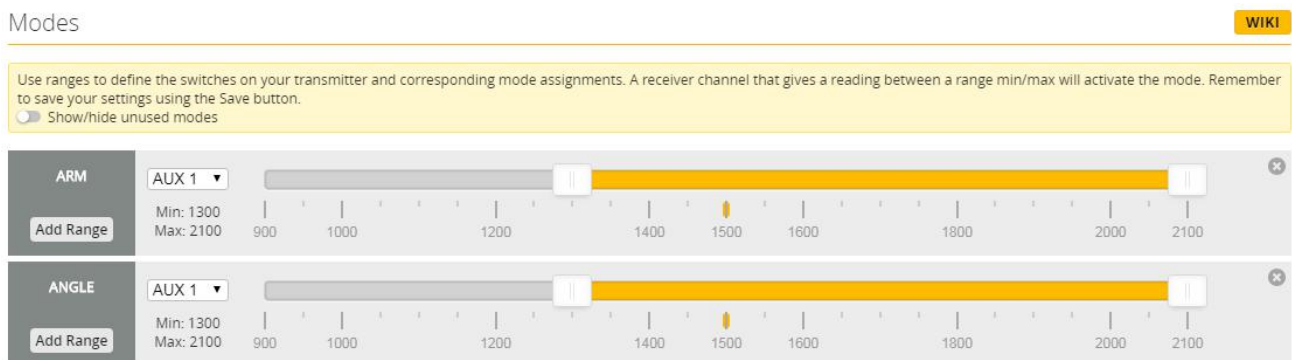 Modes
WIKI
Use ranges to define the switches on your transmitter and corresponding mode assignments. A receiver channel that gives a reading between a range min/max will activate the mode. Remember
to save your settings using the Save button.
Show/hide unused modes
ARM
AUX 1
Min: 1300
Max: 2100
Add Range
900 1000 1200 1400 1500 1600 1800 2000 2100
ANGLE
AUX 1
Min: 1300
Max: 2100
Add Range
900 1000 1200 1400 1500 1600 1800 2000 2100